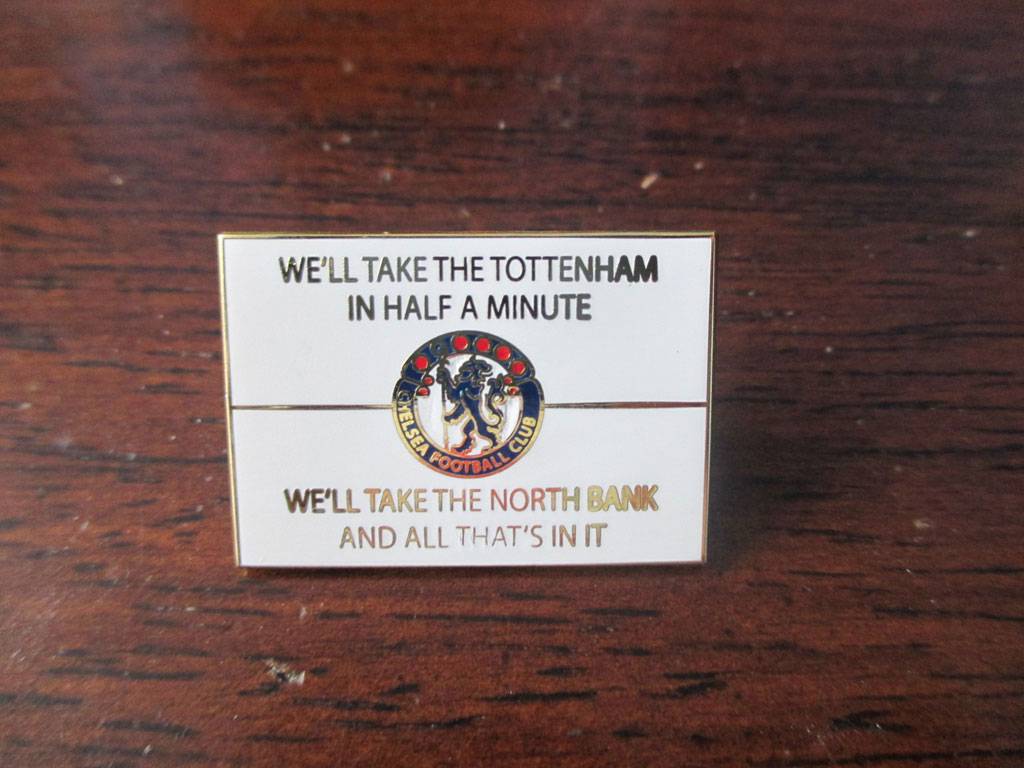 WE'LL TAKE THE TOTTENHAM
IN HALF A MINUTE
CHELSEA FOOTBALL CLUB
WE'LL TAKE THE NORTH BANK
AND ALL THAT'S IN IT